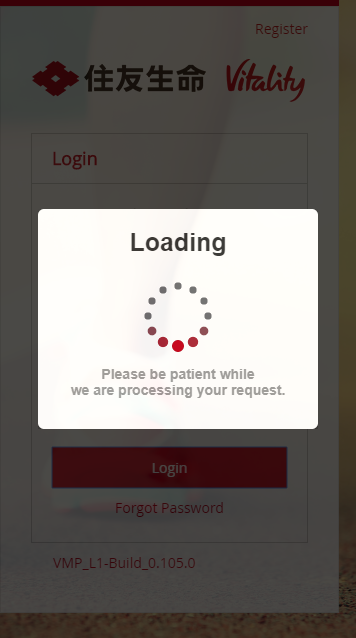 Register
住友生命 Vitality
Login
Loading
Please be patient while
we are processing your request.
Login
Forgot Password
VMP_L1-Build_0.105.0